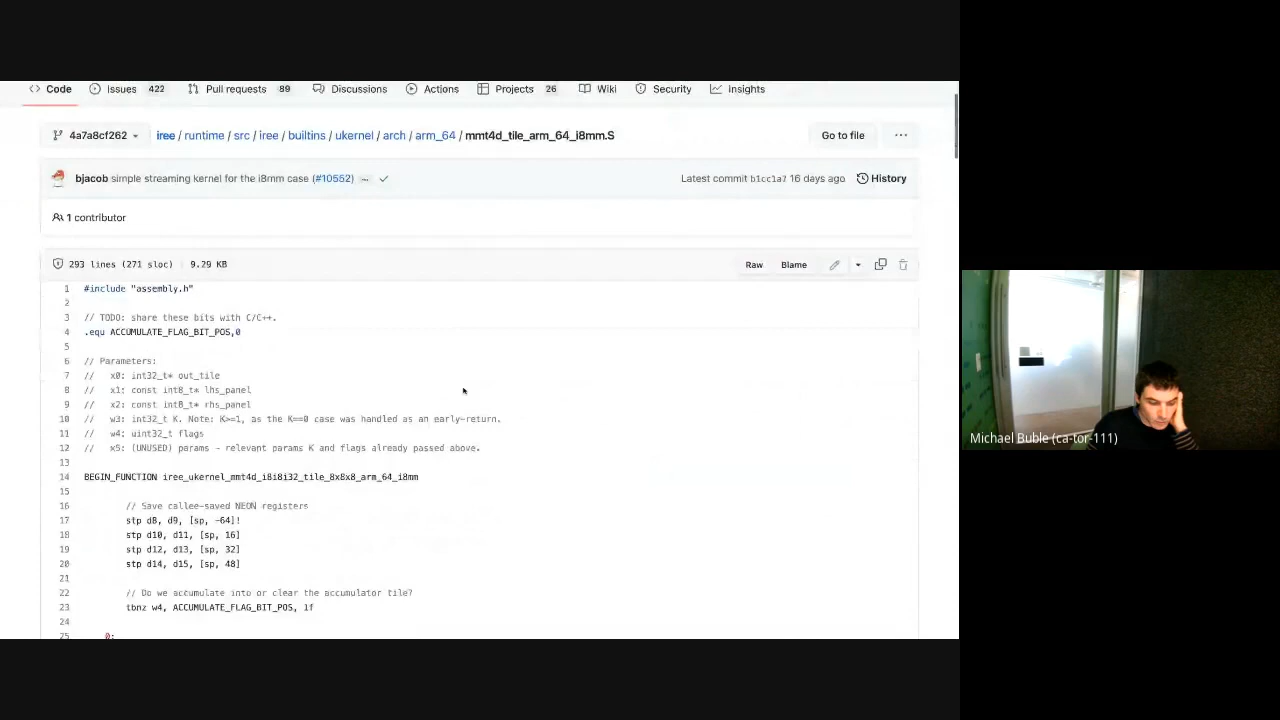 Code Issues 422 Pull requests 89 Discussions Actions Projects 26 Wiki Security Insights
4a7a8cf262 iree / runtime / src / iree / builtins / ukernel / arch / arm_64 / mmt4d_tile_arm_64_i8mm.S Go to file ...
bjacob simple streaming kernel for the i8mm case (#10552) ... Latest commit b1cc1a7 16 days ago History
1 contributor
293 lines (271 sloc) 9.29 KB Raw Blame
1 #include "assembly.h"
2
3 // TODO: share these bits with C/C++.
4 .equ ACCUMULATE_FLAG_BIT_POS,0
5
6 // Parameters:
7 // x0: int32_t* out_tile
8 // x1: const int8_t* lhs_panel
9 // x2: const int8_t* rhs_panel
10 // w3: int32_t K. Note: K>=1, as the K==0 case was handled as an early-return.
11 // w4: uint32_t flags
12 // x5: (UNUSED) params - relevant params K and flags already passed above.
13
14 BEGIN_FUNCTION iree_ukernel_mmt4d_i8i8i32_tile_8x8x8_arm_64_i8mm
15
16 // Save callee-saved NEON registers
17 stp d8, d9, [sp, -64]!
18 stp d10, d11, [sp, 16]
19 stp d12, d13, [sp, 32]
20 stp d14, d15, [sp, 48]
21
22 // Do we accumulate into or clear the accumulator tile?
23 tbnz w4, ACCUMULATE_FLAG_BIT_POS, 1f
24
25 0:
Michael Buble (ca-tor-111)